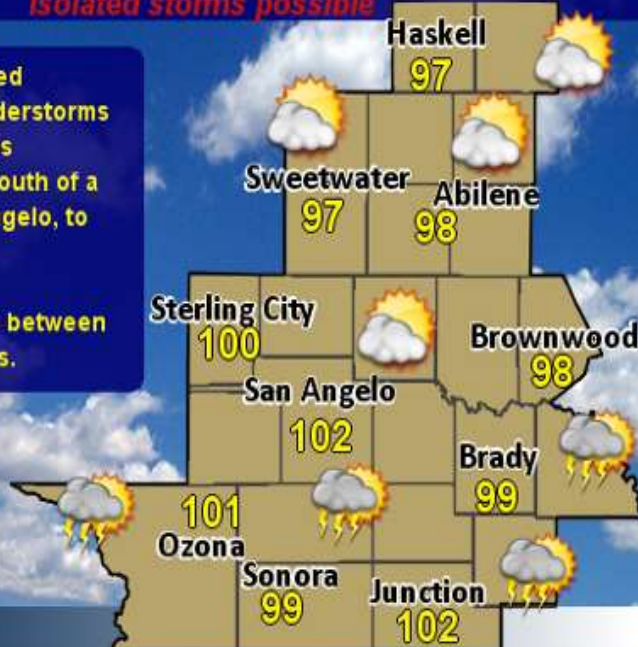 Isolated storms possible
ed
derstorms
s
outh of a
gelo, to
between
s.
Haskell
97
Sweetwater
97
Abilene
98
Sterling City
100
Brownwood
98
San Angelo
102
Brady
99
101
Ozona
Sonora
99
Junction
102